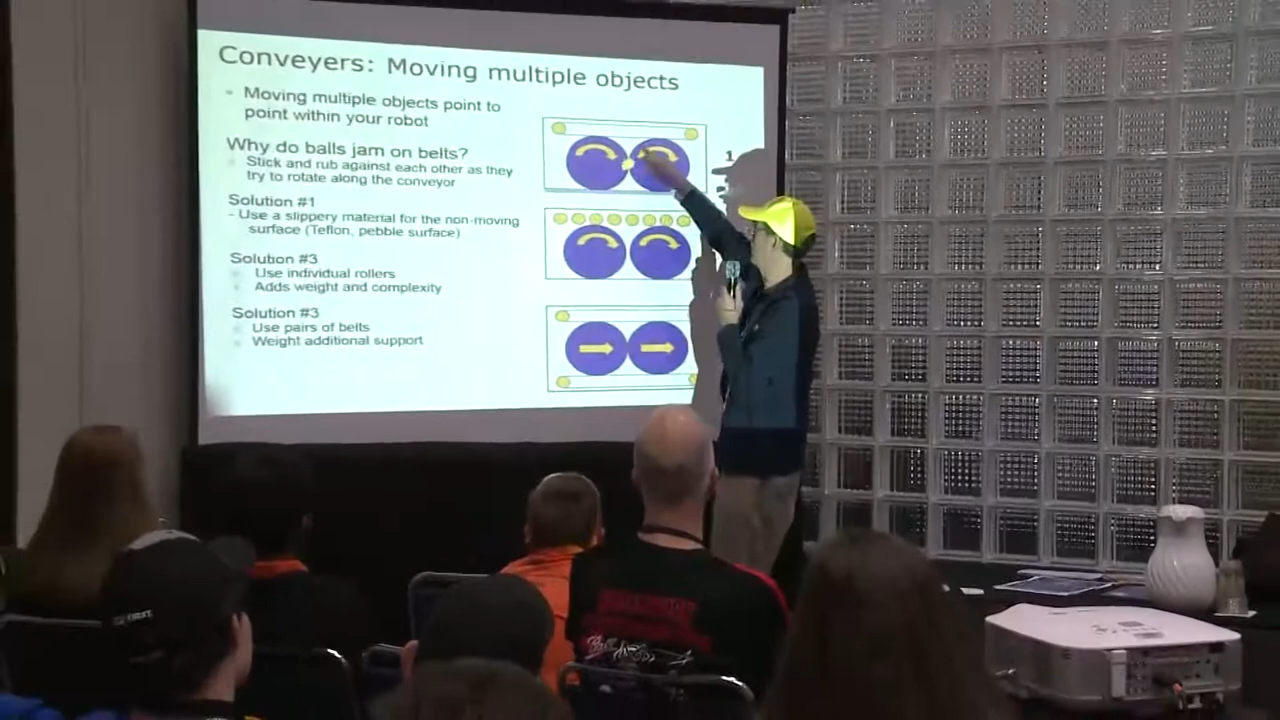 Conveyers: Moving multiple objects
Moving multiple objects point to
point within your robot
Why do balls jam on belts?
Stick and rub against each other as they
try to rotate along the conveyor
Solution #1
- Use a slippery material for the non-moving
surface (Teflon, pebble surface)
Solution #3
Use individual rollers
Adds weight and complexity
Solution #3
Use pairs of belts
Weight additional support
1
FIRST